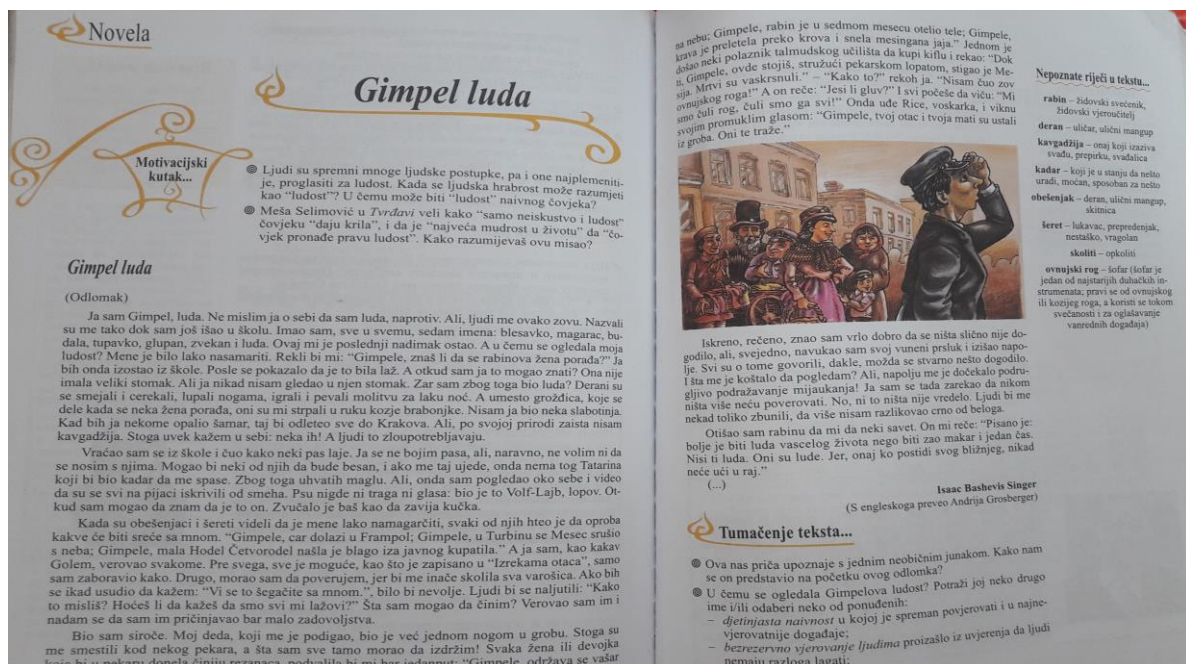 Novela
Gimpel luda
Motivacijski
kutak...
Ljudi su spremni mnoge ljudske postupke, pa i one najplemeniti-
je, proglasiti za ludost. Kada se ljudska hrabrost može razumjeti
kao “ludost”? U čemu može biti “ludost” naivnog čovjeka?
Meša Selimović u Tvrđavi veli kako “samo neiskustvo i ludost”
čovjeku “daju krila”, i da je “najveća mudrost u životu” da “čo-
vjek pronađe pravu ludost”. Kako razumijevaš ovu misao?
Gimpel luda
(Odlomak)
Ja sam Gimpel, luda. Ne mislim ja o sebi da sam luda, naprotiv. Ali, ljudi me ovako zovu. Nazvali
su me tako dok sam još išao u školu. Imao sam, sve u svemu, sedam imena: blesavko, magarac, bu-
dala, tupavko, glupan, zvekan i luda. Ovaj mi je poslednji nadimak ostao. A u čemu se ogledala moja
ludost? Mene je bilo lako nasamariti. Rekli bi mi: “Gimpele, znaš li da se rabinova žena porađa?” Ja
bih onda izostao iz škole. Posle se pokazalo da je to bila laž. A otkud sam ja to mogao znati? Ona nije
imala veliki stomak. Ali ja nikad nisam gledao u njen stomak. Zar sam zbog toga bio luda? Derani su
se smejali i cerekali, lupali nogama, igrali i pevali molitvu za laku noć. A umesto grožđica, koje se
dele kada se neka žena porađa, oni su mi strpali u ruku kozje brabonjke. Nisam ja bio neka slabotinja.
Kad bih ja nekome opalio šamar, taj bi odleteo sve do Krakova. Ali, po svojoj prirodi zaista nisam
kavgadžija. Stoga uvek kažem u sebi: neka ih! A ljudi to zloupotrebljavaju.
Vraćao sam se iz škole i čuo kako neki pas laje. Ja se ne bojim pasa, ali, naravno, ne volim ni da
se nosim s njima. Mogao bi neki od njih da bude besan, i ako me taj ujede, onda nema tog Tatarina
koji bi bio kadar da me spase. Zbog toga uhvatih maglu. Ali, onda sam pogledao oko sebe i video
da su se svi na pijaci iskrivili od smeha. Psu nigde ni traga ni glasa: bio je to Volf-Lajb, lopov. Ot-
kud sam mogao da znam da je to on. Zvučalo je baš kao da zavija kučka.
Kada su obešenjaci i šereti videli da je mene lako namagarčiti, svaki od njih hteo je da oproba
kakve će biti sreće sa mnom. “Gimpele, car dolazi u Frampol; Gimpele, u Turbinu se Mesec srušio
s neba; Gimpele, mala Hodel Četvorodel našla je blago iza javnog kupatila.” A ja sam, kao kakav
Golem, verovao svakome. Pre svega, sve je moguće, kao što je zapisano u “Izrekama otaca”, samo
sam zaboravio kako. Drugo, morao sam da poverujem, jer bi me inače skolila sva varošica. Ako bih
se ikad usudio da kažem: “Vi se to šegačite sa mnom.”, bilo bi nevolje. Ljudi bi se naljutili: “Kako
to misliš? Hoćeš li da kažeš da smo svi mi lažovi?” Šta sam mogao da činim? Verovao sam im i
nadam se da sam im pričinjavao bar malo zadovoljstva.
Bio sam siroče. Moj deda, koji me je podigao, bio je već jednom nogom u grobu. Stoga su
me smestili kod nekog pekara, a šta sam sve tamo morao da izdržim! Svaka žena ili devojka
koja bi u pekaru donela činiju rezanaca, podvalila bi mi bar jedanput: “Gimpele, održava se vašar
na nebu; Gimpele, rabin je u sedmom mesecu otelio tele; Gimpele,
krava je preletela preko krova i snela mesingana jaja.” Jednom je
došao neki polaznik talmudskog učilišta da kupi kiflu i rekao: “Dok
ti, Gimpele, ovde stojiš, stružući pekarskom lopatom, stigao je Me-
sija. Mrtvi su vaskrsnuli.” – “Kako to?” rekoh ja. “Nisam čuo zov
ovnujskog roga!” A on reče: “Jesi li gluv?” I svi počeše da viču: “Mi
smo čuli rog, čuli smo ga svi!” Onda uđe Rice, voskarka, i viknu
svojim promuklim glasom: “Gimpele, tvoj otac i tvoja mati su ustali
iz groba. Oni te traže.”
Iskreno, rečeno, znao sam vrlo dobro da se ništa slično nije do-
godilo, ali, svejedno, navukao sam svoj vuneni prsluk i izišao napo-
lje. Svi su o tome govorili, dakle, možda se stvarno nešto dogodilo.
I šta me je koštalo da pogledam? Ali, napolju me je dočekalo podru-
gljivo podražavanje mijaukanja! Ja sam se tada zarekao da nikom
ništa više neću poverovati. No, ni to ništa nije vredelo. Ljudi bi me
nekad toliko zbunili, da više nisam razlikovao crno od beloga.
Otišao sam rabinu da mi da neki savet. On mi reče: “Pisano je:
bolje je biti luda vascelog života nego biti zao makar i jedan čas.
Nisi ti luda. Oni su lude. Jer, onaj ko postidi svog bližnjeg, nikad
neće ući u raj.”
(...)
Isaac Bashevis Singer
(S engleskoga preveo Andrija Grosberger)
Tumačenje teksta...
Ova nas priča upoznaje s jednim neobičnim junakom. Kako nam
se on predstavio na početku ovog odlomka?
U čemu se ogledala Gimpelova ludost? Potraži joj neko drugo
ime i/ili odaberi neko od ponuđenih:
– djetinjasta naivnost u kojoj je spreman povjerovati i u najne-
vjerovatnije događaje;
– bezrezervno vjerovanje ljudima proizašlo iz uvjerenja da ljudi
nemaju razloga lagati;
Nepoznate riječi u tekstu...
rabin – židovski svećenik,
židovski vjeroučitelj
deran – uličar, ulični mangup
kavgadžija – onaj koji izaziva
svađu, prepirku, svađalica
kadar – koji je u stanju da nešto
uradi, moćan, sposoban za nešto
obešenjak – deran, ulični mangup,
skitnica
šeret – lukavac, prepredenjak,
nestaško, vragolan
skoliti – opkoliti
ovnujski rog – šofar (šofar je
jedan od najstarijih duhačkih in-
strumenata; pravi se od ovnujskog
ili kozijeg roga, a koristi se tokom
svečanosti i za oglašavanje
vanrednih događaja)